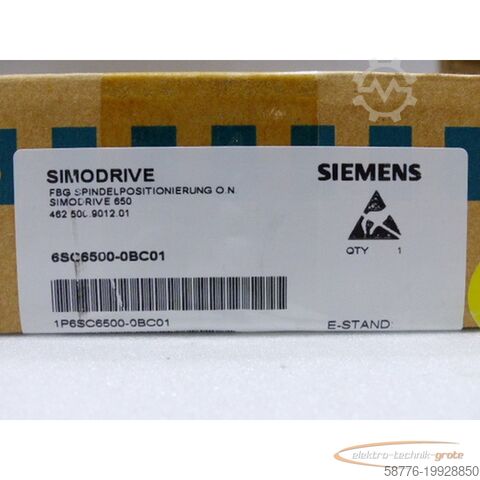 SIMODRIVE
FBG SPINDELPOSITIONIERUNG O.N
SIMODRIVE 650
462 500.9012.01
6SC6500-0BC01
1P6SC6500-0BC01
SIEMENS
QTY 1
E-STAND:
elektro-technik-grote
58776-19928850